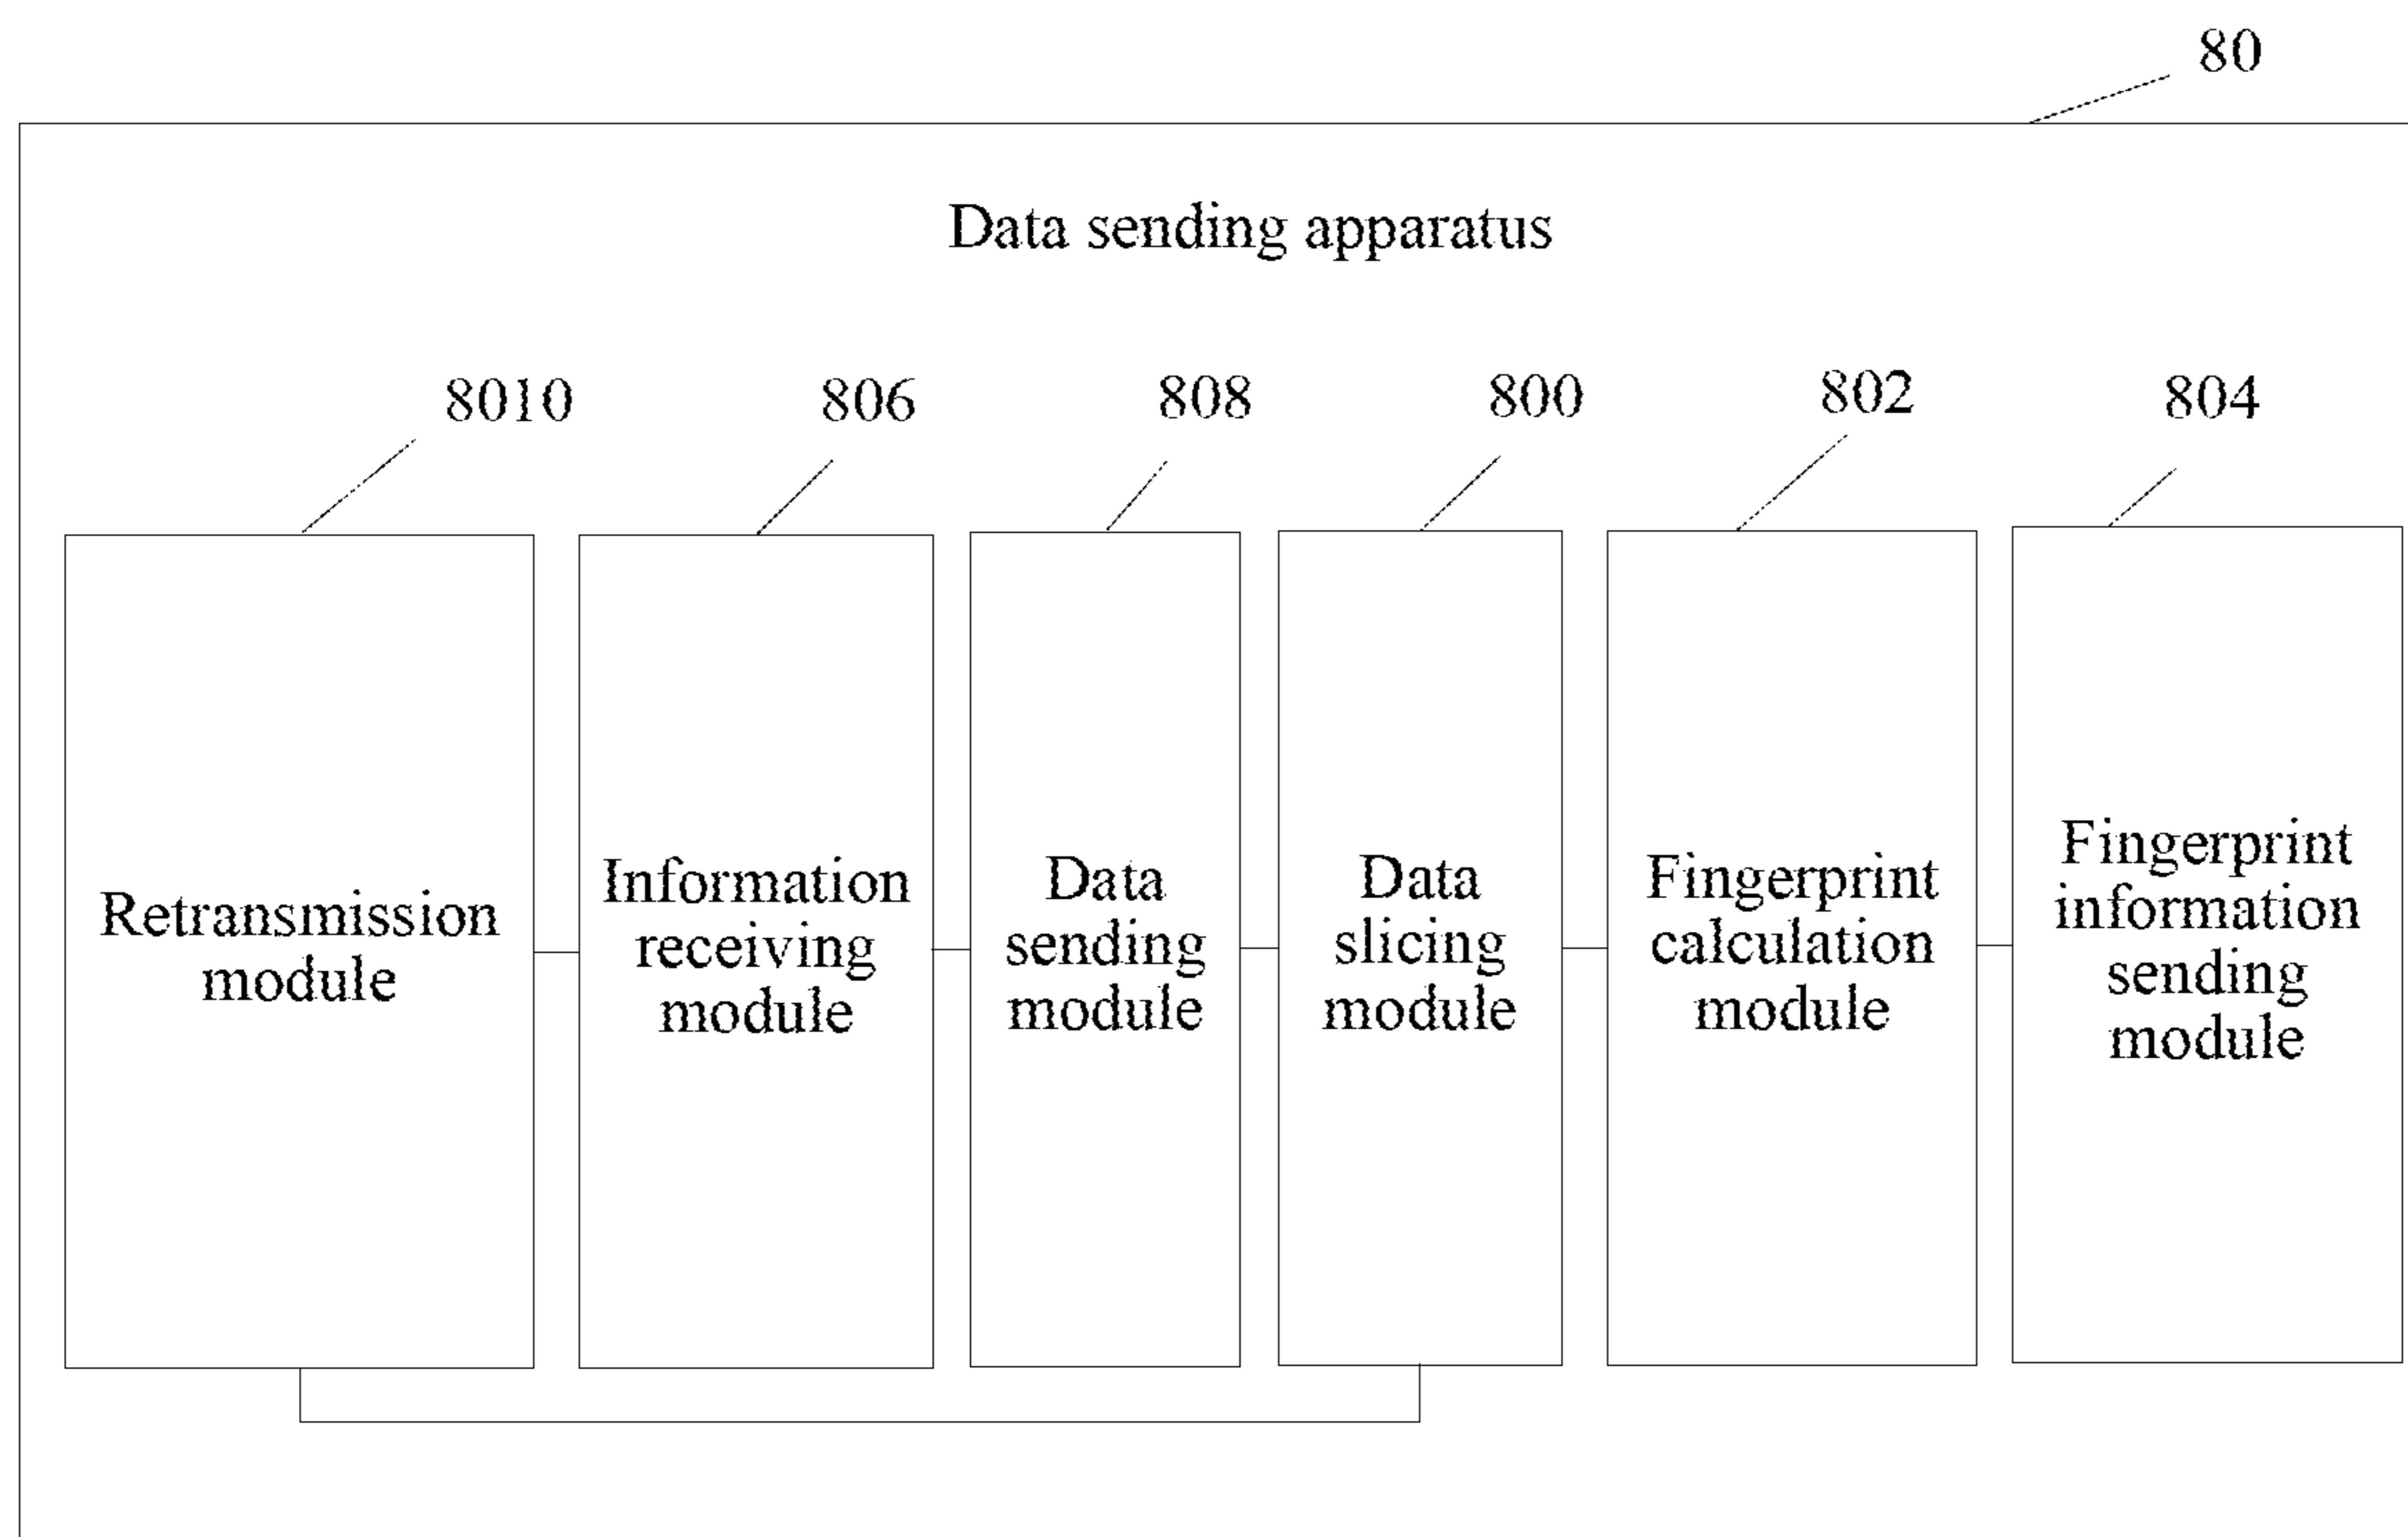 80
Data sending apparatus
8010
806
808
800
802
804
Retransmission
module
Information
receiving
module
Data
sending
module
Data
slicing
module
Fingerprint
calculation
module
Fingerprint
information
sending
module